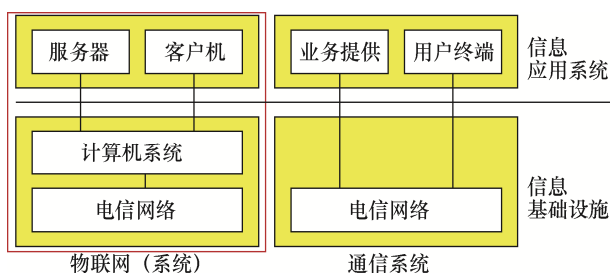 服务器
客户机
业务提供
用户终端
信息
应用系统
计算机系统
电信网络
电信网络
信息
基础设施
物联网（系统）
通信系统